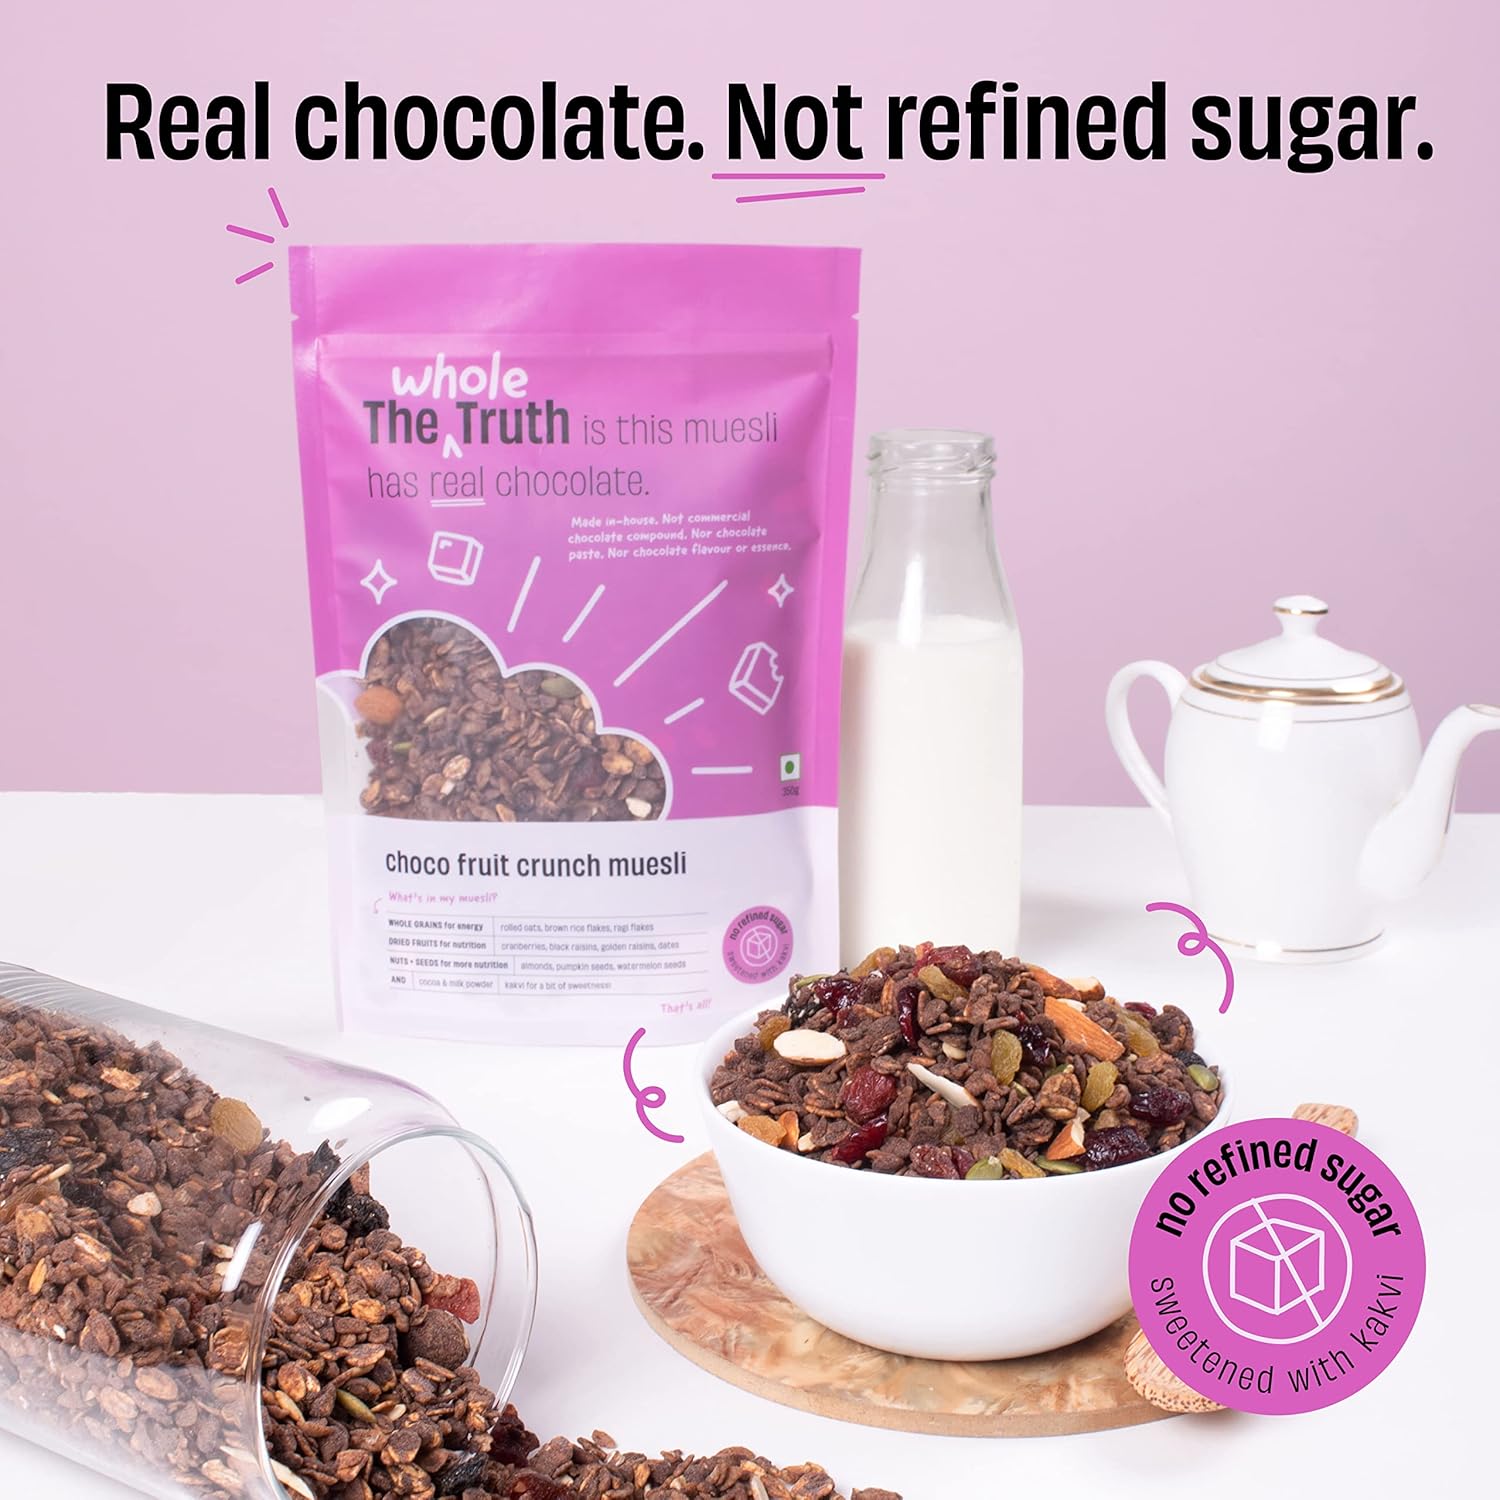 Real chocolate. Not refined sugar.
whole
The Truth is this muesli
has real chocolate.
Made in-house. Not commercial
chocolate compound. Nor chocolate
paste. Nor chocolate flavour or essence.
350g
choco fruit crunch muesli
What's in my muesli?
WHOLE GRAINS for energy rolled oats, brown rice flakes, ragi flakes
DRIED FRUITS for nutrition cranberries, black raisins, golden raisins, dates
NUTS + SEEDS for more nutrition almonds, pumpkin seeds, watermelon seeds
AND cocoa & milk powder kakvi for a bit of sweetness!
That's all!
no refined sugar
sweetened with kakvi
no refined sugar
sweetened with kakvi